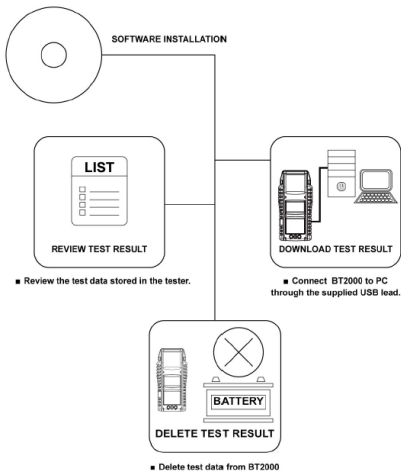 SOFTWARE INSTALLATION
LIST
REVIEW TEST RESULT
■ Review the test data stored in the tester.
DOWNLOAD TEST RESULT
■ Connect BT2000 to PC
through the supplied USB lead.
BATTERY
DELETE TEST RESULT
■ Delete test data from BT2000